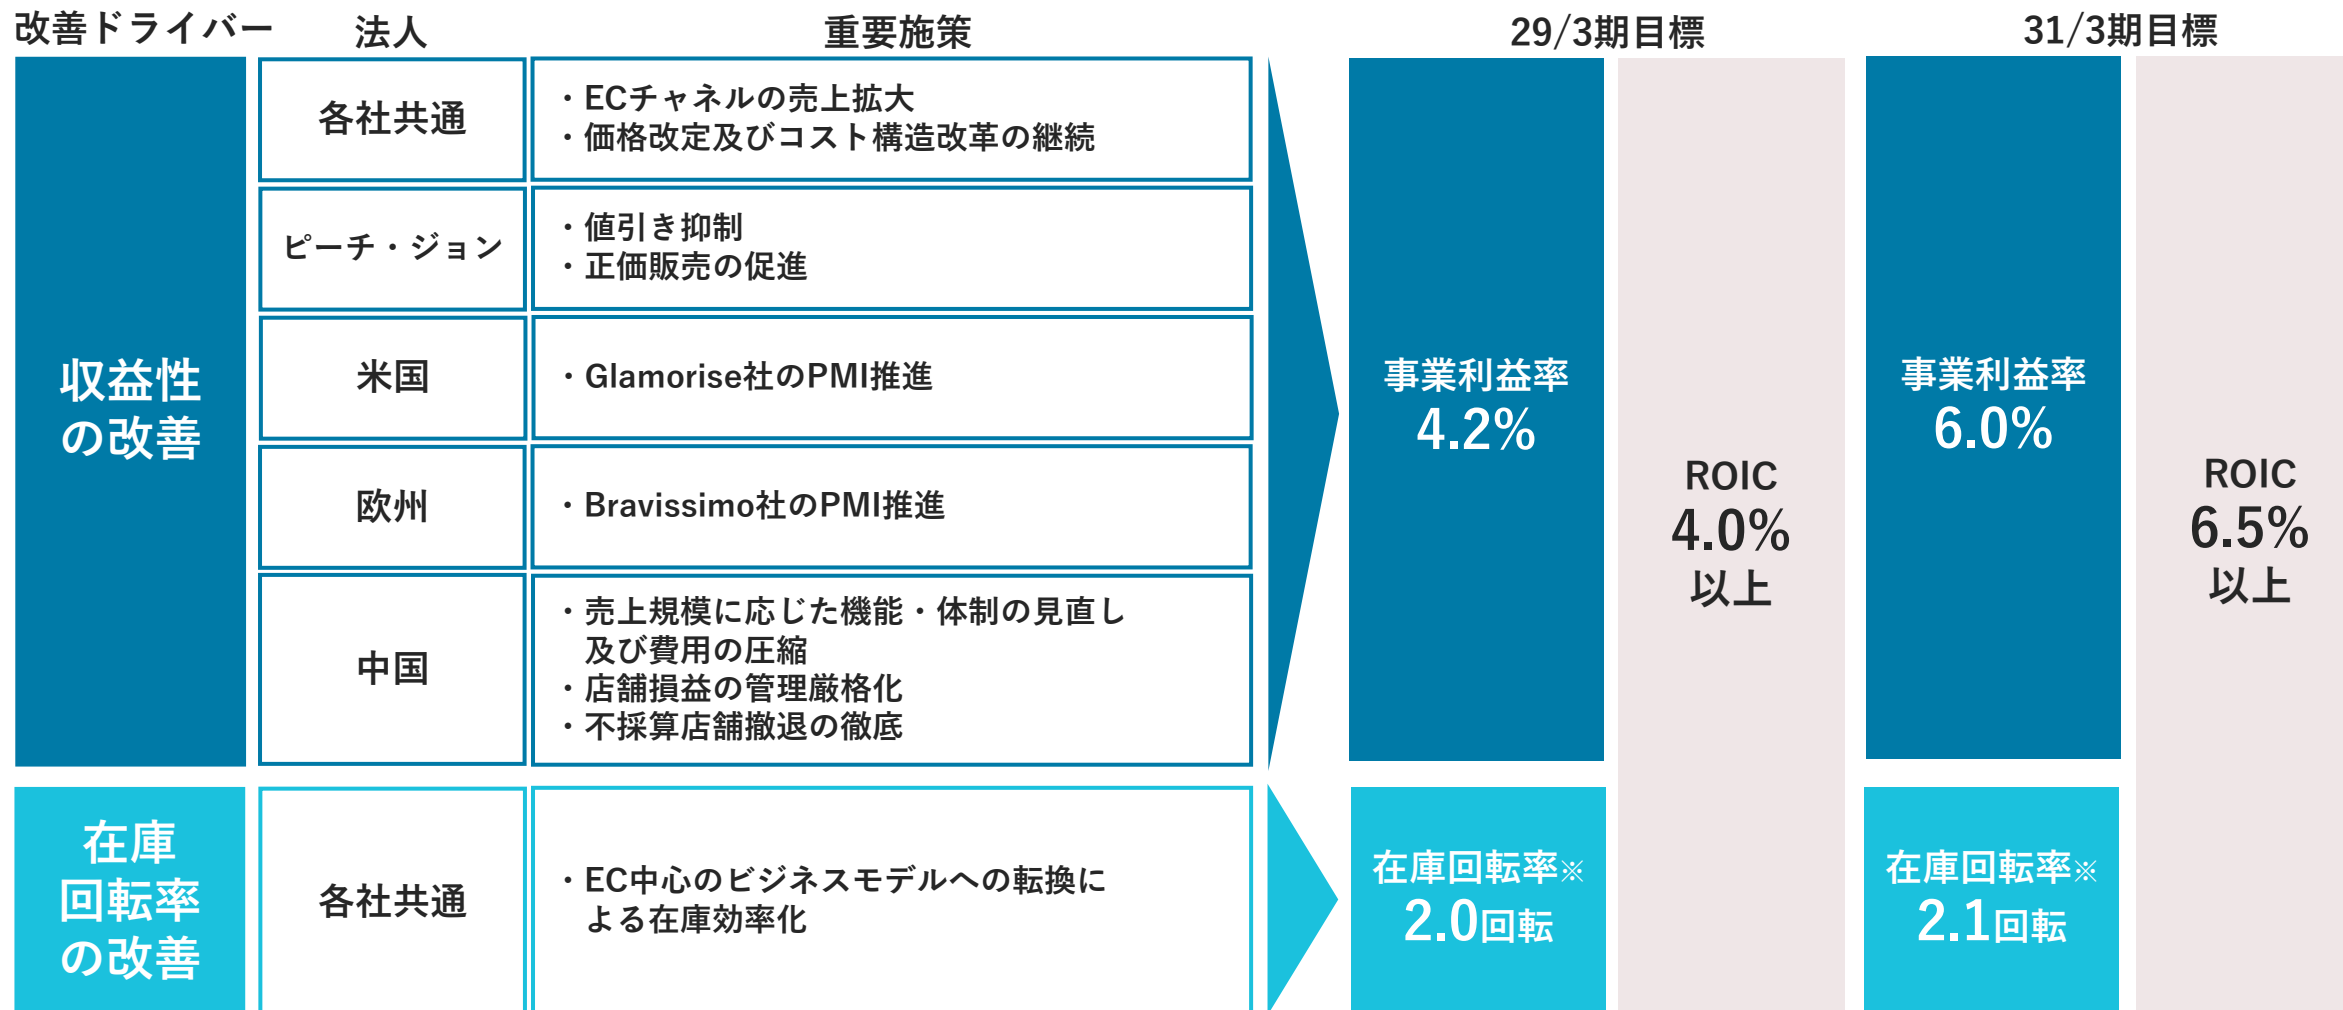 改善ドライバー
法人
重要施策
29/3期目標
31/3期目標
収益性
の改善
各社共通
・ECチャネルの売上拡大
・価格改定及びコスト構造改革の継続
ピーチ・ジョン
・値引き抑制
・正価販売の促進
米国
・Glamorise社のPMI推進
欧州
・Bravissimo社のPMI推進
中国
・売上規模に応じた機能・体制の見直し
及び費用の圧縮
・店舗損益の管理厳格化
・不採算店舗撤退の徹底
事業利益率
4.2%
ROIC
4.0%
以上
事業利益率
6.0%
ROIC
6.5%
以上
在庫
回転率
の改善
各社共通
・EC中心のビジネスモデルへの転換に
よる在庫効率化
在庫回転率※
2.0回転
在庫回転率※
2.1回転